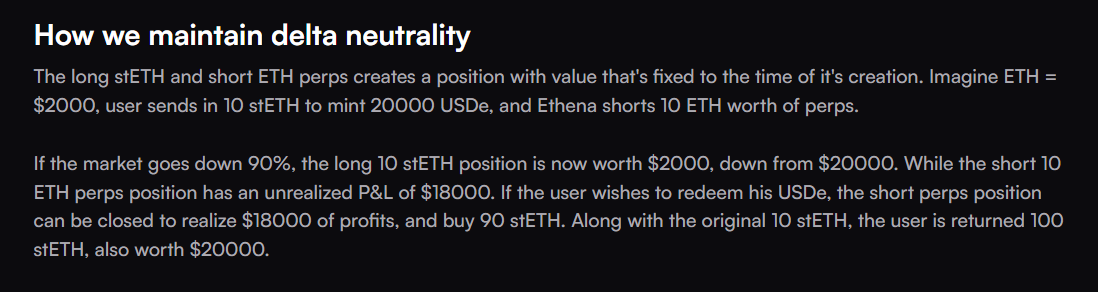 How we maintain delta neutrality
The long stETH and short ETH perps creates a position with value that's fixed to the time of it's creation. Imagine ETH =
$2000, user sends in 10 stETH to mint 20000 USDe, and Ethena shorts 10 ETH worth of perps.
If the market goes down 90%, the long 10 stETH position is now worth $2000, down from $20000. While the short 10
ETH perps position has an unrealized P&L of $18000. If the user wishes to redeem his USDe, the short perps position
can be closed to realize $18000 of profits, and buy 90 stETH. Along with the original 10 stETH, the user is returned 100
stETH, also worth $20000.